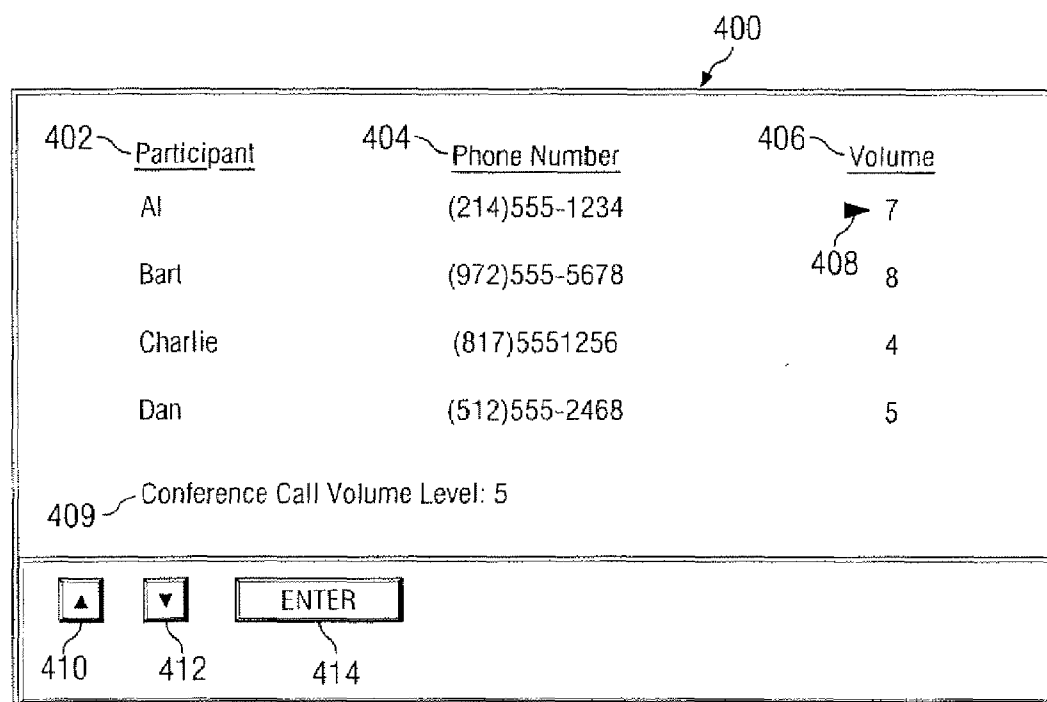 400
402 Participant 404 Phone Number 406 Volume
Al (214)555-1234 ► 7
408
Bart (972)555-5678 8
Charlie (817)5551256 4
Dan (512)555-2468 5
409 Conference Call Volume Level: 5
▲ ▼ ENTER
410 412 414